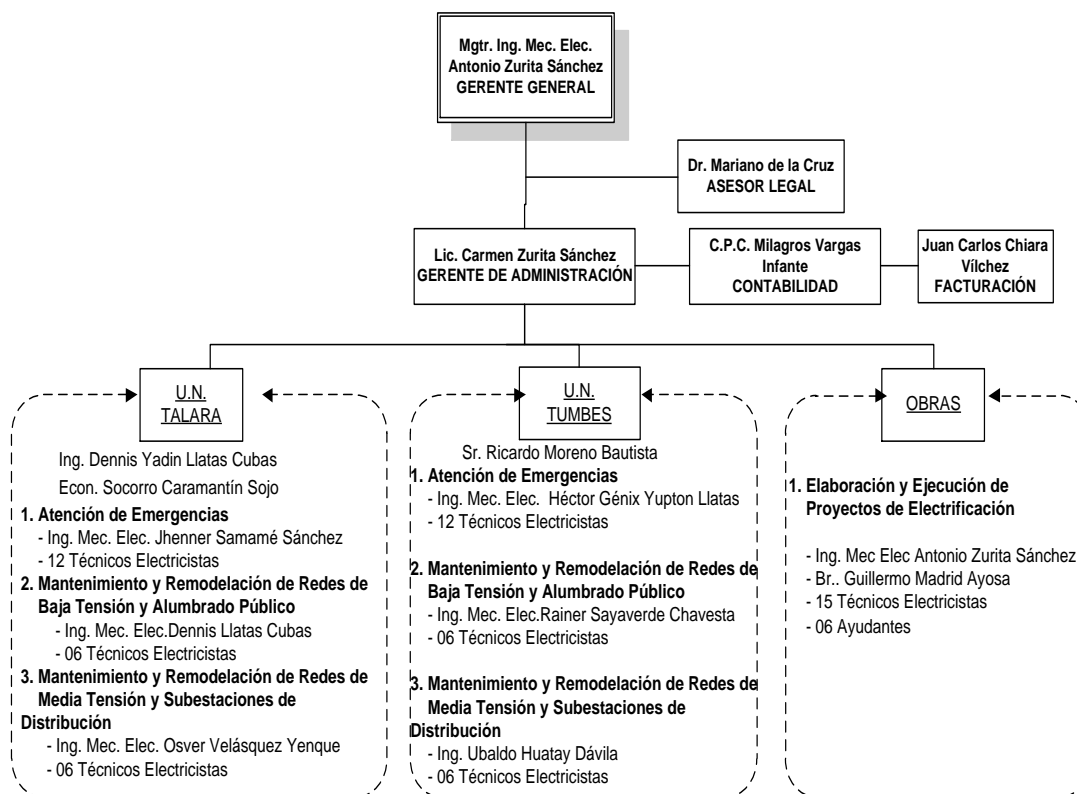 Mgtr. Ing. Mec. Elec.
Antonio Zurita Sánchez
GERENTE GENERAL
Dr. Mariano de la Cruz
ASESOR LEGAL
Lic. Carmen Zurita Sánchez
GERENTE DE ADMINISTRACIÓN
C.P.C. Milagros Vargas
Infante
CONTABILIDAD
Juan Carlos Chiara
Vílchez
FACTURACIÓN
U.N.
TALARA
Ing. Dennis Yadin Llatas Cubas
Econ. Socorro Caramantín Sojo
1. Atención de Emergencias
- Ing. Mec. Elec. Jhenner Samamé Sánchez
- 12 Técnicos Electricistas
2. Mantenimiento y Remodelación de Redes de
Baja Tensión y Alumbrado Público
- Ing. Mec. Elec.Dennis Llatas Cubas
- 06 Técnicos Electricistas
3. Mantenimiento y Remodelación de Redes de
Media Tensión y Subestaciones de
Distribución
- Ing. Mec. Elec. Osver Velásquez Yenque
- 06 Técnicos Electricistas
U.N.
TUMBES
Sr. Ricardo Moreno Bautista
1. Atención de Emergencias
- Ing. Mec. Elec. Héctor Génix Yupton Llatas
- 12 Técnicos Electricistas
2. Mantenimiento y Remodelación de Redes de
Baja Tensión y Alumbrado Público
- Ing. Mec. Elec.Rainer Sayaverde Chavesta
- 06 Técnicos Electricistas
3. Mantenimiento y Remodelación de Redes de
Media Tensión y Subestaciones de
Distribución
- Ing. Ubaldo Huatay Dávila
- 06 Técnicos Electricistas
OBRAS
1. Elaboración y Ejecución de
Proyectos de Electrificación
- Ing. Mec Elec Antonio Zurita Sánchez
- Br.. Guillermo Madrid Ayosa
- 15 Técnicos Electricistas
- 06 Ayudantes